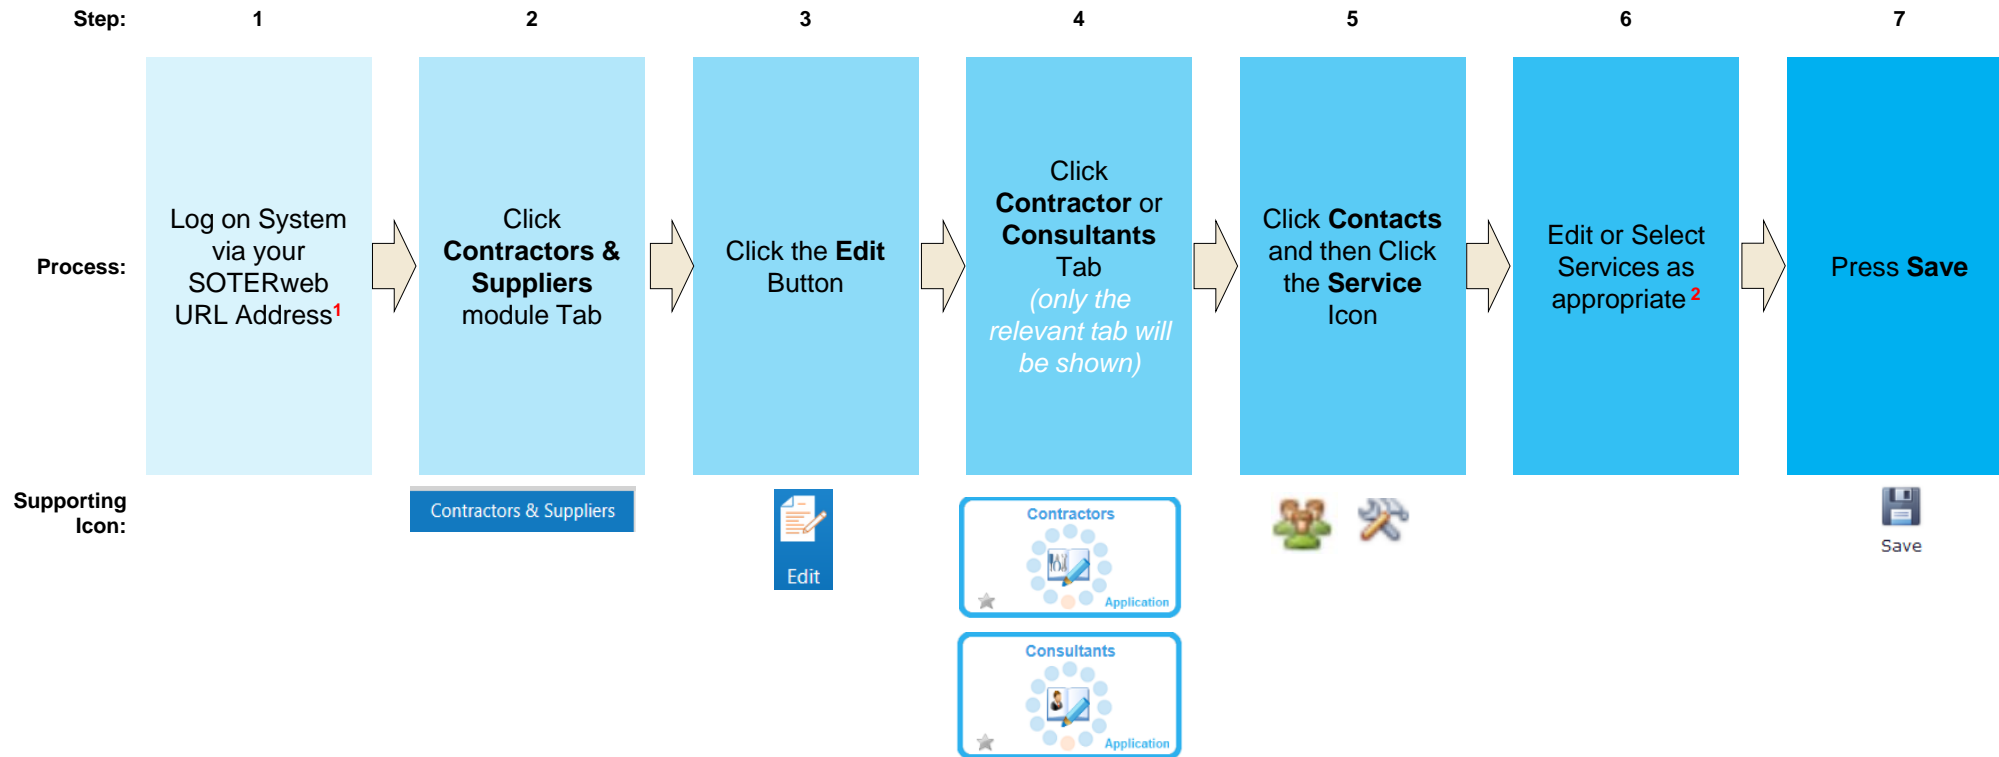 Step:
1
2
3
4
5
6
7
Process:
Log on System
via your
SOTERweb
URL Address1
Click
Contractors &
Suppliers
module Tab
Click the Edit
Button
Click
Contractor or
Consultants
Tab
(only the
relevant tab will
be shown)
Click Contacts
and then Click
the Service
Icon
Edit or Select
Services as
appropriate 2
Press Save
Supporting
Icon:
Contractors & Suppliers
Edit
Contractors
Application
Consultants
Application
Save